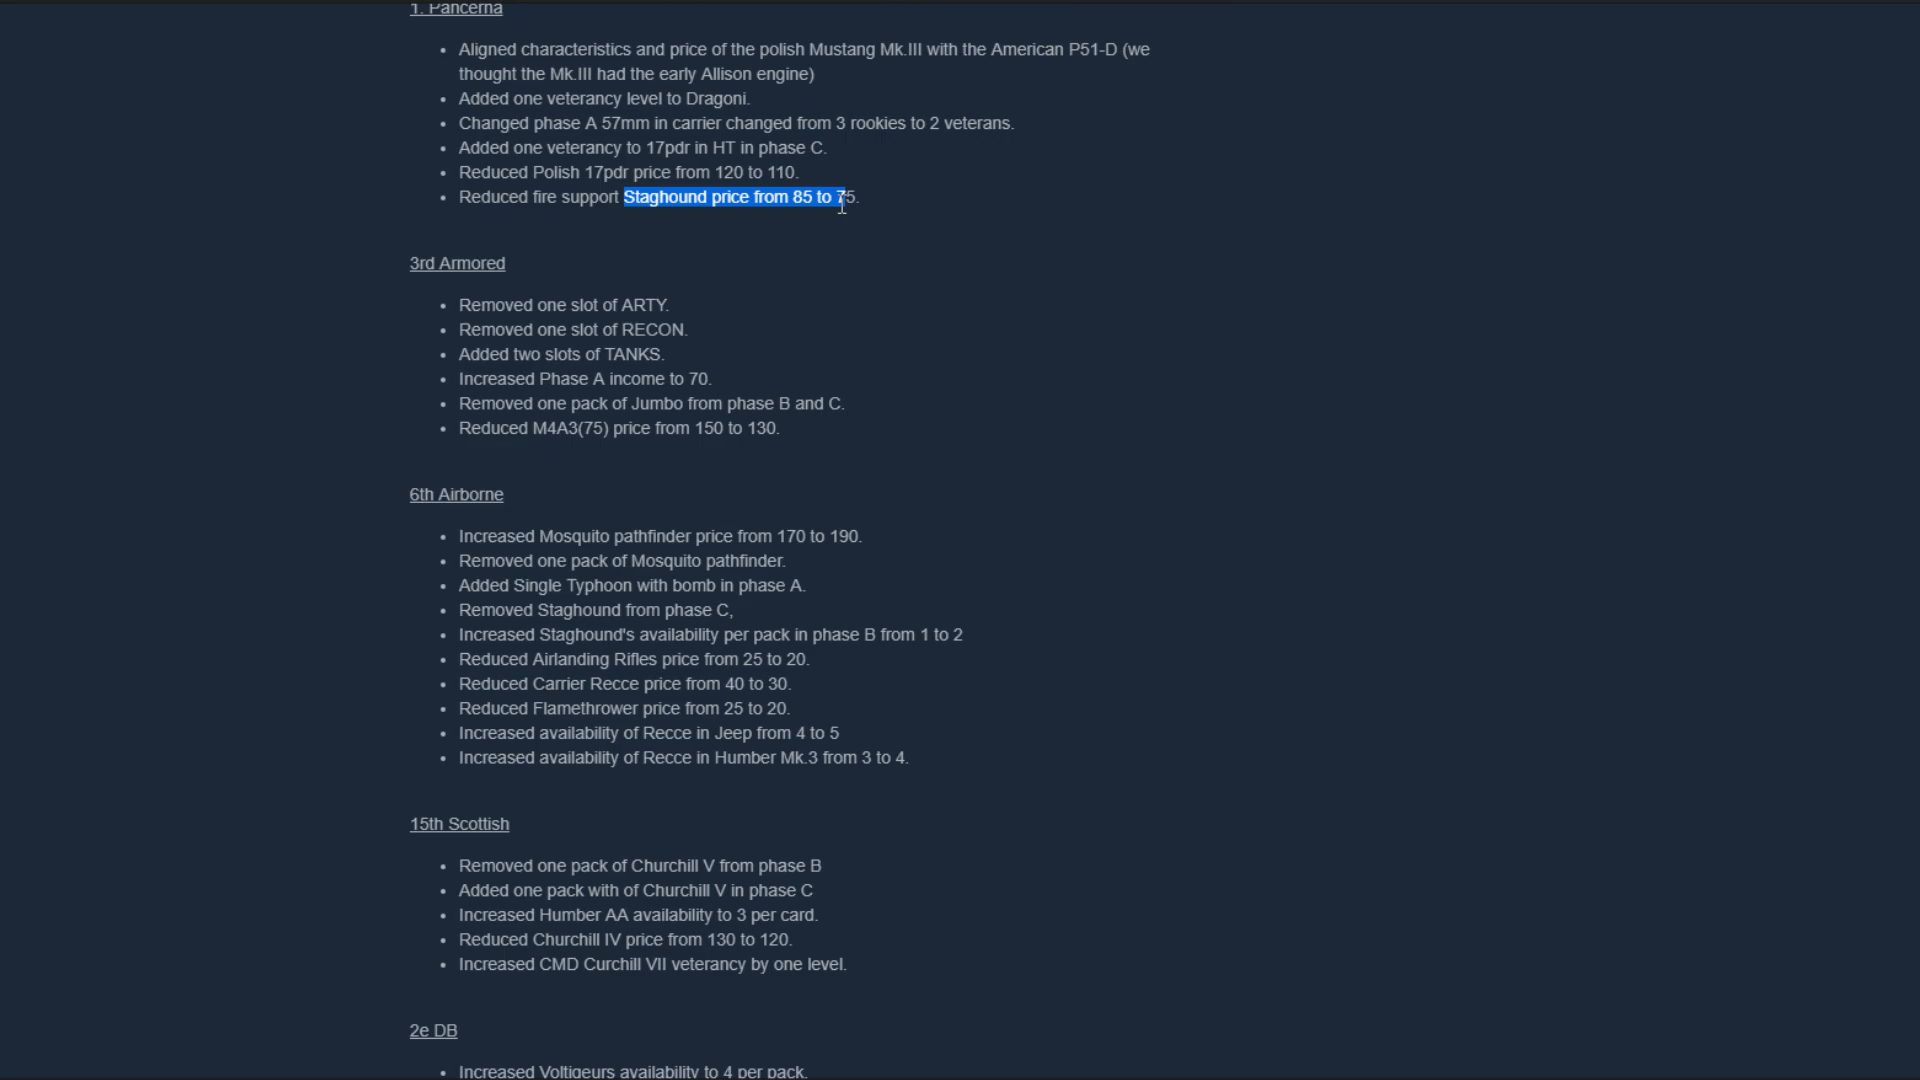 1. Pancerna
• Aligned characteristics and price of the polish Mustang Mk.III with the American P51-D (we
thought the Mk.III had the early Allison engine)
• Added one veterancy level to Dragoni.
• Changed phase A 57mm in carrier changed from 3 rookies to 2 veterans.
• Added one veterancy to 17pdr in HT in phase C.
• Reduced Polish 17pdr price from 120 to 110.
• Reduced fire support Staghound price from 85 to 75.
3rd Armored
• Removed one slot of ARTY.
• Removed one slot of RECON.
• Added two slots of TANKS.
• Increased Phase A income to 70.
• Removed one pack of Jumbo from phase B and C.
• Reduced M4A3(75) price from 150 to 130.
6th Airborne
• Increased Mosquito pathfinder price from 170 to 190.
• Removed one pack of Mosquito pathfinder.
• Added Single Typhoon with bomb in phase A.
• Removed Staghound from phase C,
• Increased Staghound's availability per pack in phase B from 1 to 2
• Reduced Airlanding Rifles price from 25 to 20.
• Reduced Carrier Recce price from 40 to 30.
• Reduced Flamethrower price from 25 to 20.
• Increased availability of Recce in Jeep from 4 to 5
• Increased availability of Recce in Humber Mk.3 from 3 to 4.
15th Scottish
• Removed one pack of Churchill V from phase B
• Added one pack with of Churchill V in phase C
• Increased Humber AA availability to 3 per card.
• Reduced Churchill IV price from 130 to 120.
• Increased CMD Curchill VII veterancy by one level.
2e DB
• Increased Voltigeurs availability to 4 per pack.